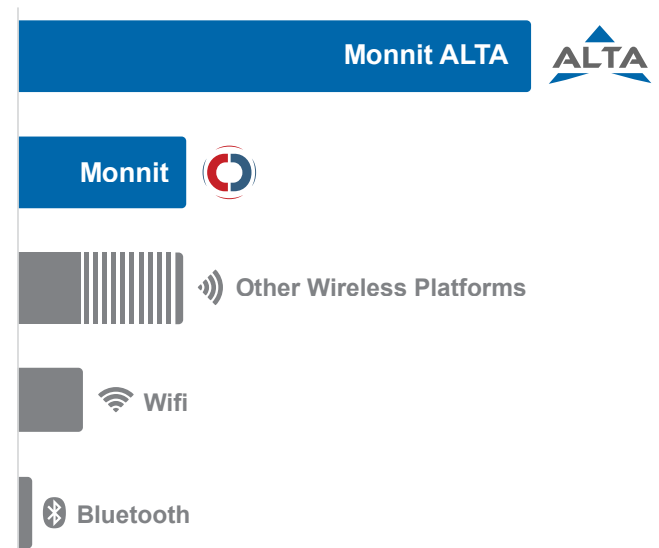 Monnit ALTA
ALTA
Monnit
Other Wireless Platforms
Wifi
Bluetooth